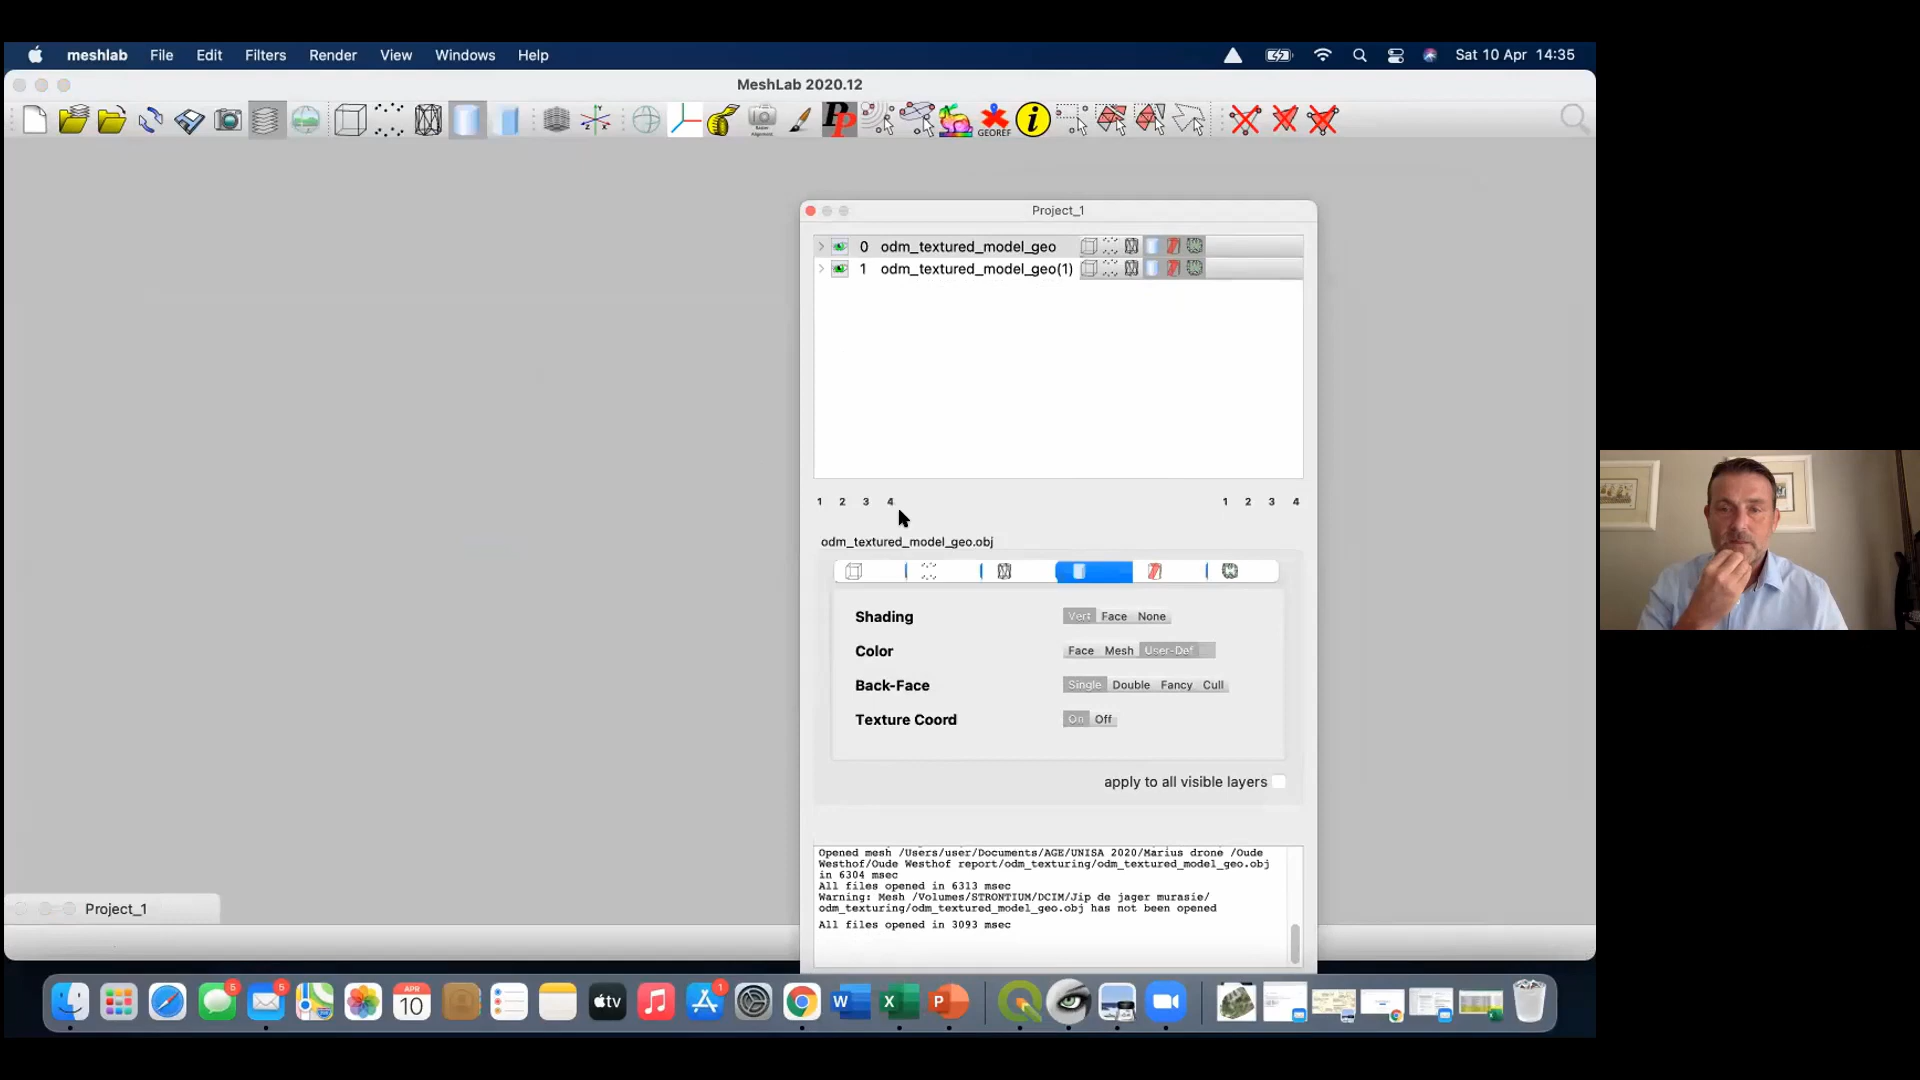 meshlab File Edit Filters Render View Windows Help Sat 10 Apr 14:35
MeshLab 2020.12
PP
GEOREF
i
Project_1
0 odm_textured_model_geo
1 odm_textured_model_geo(1)
1 2 3 4 1 2 3 4
odm_textured_model_geo.obj
Shading Vert Face None
Color Face Mesh User-Def
Back-Face Single Double Fancy Cull
Texture Coord On Off
apply to all visible layers
Opened mesh /Users/user/Documents/AGE/UNISA 2020/Marius drone /Oude
Westhof/Oude Westhof report/odm_texturing/odm_textured_model_geo.obj
in 6304 msec
All files opened in 6313 msec
Warning: Mesh /Volumes/STRONTIUM/DCIM/Jip de jager murasie/
odm_texturing/odm_textured_model_geo.obj has not been opened
All files opened in 3093 msec
Project_1
5
5
APR
10
tv
1
W
X
P